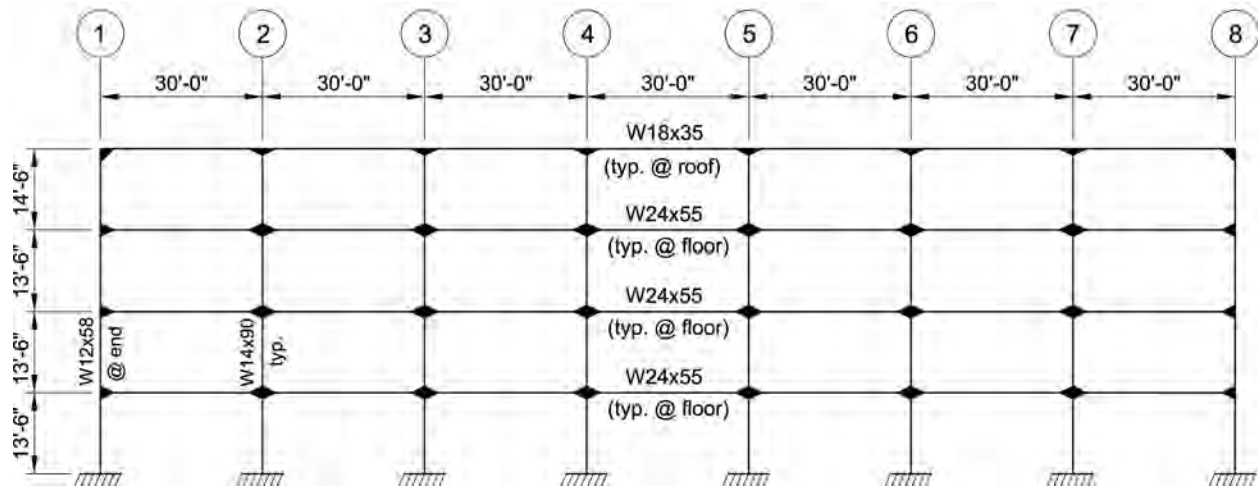 1 2 3 4 5 6 7 8
30'-0" 30'-0" 30'-0" 30'-0" 30'-0" 30'-0" 30'-0"
W18x35
(typ. @ roof)
14'-6"
W24x55
(typ. @ floor)
13'-6"
W24x55
(typ. @ floor)
13'-6"
W12x58
@ end
W14x90
typ.
W24x55
(typ. @ floor)
13'-6"